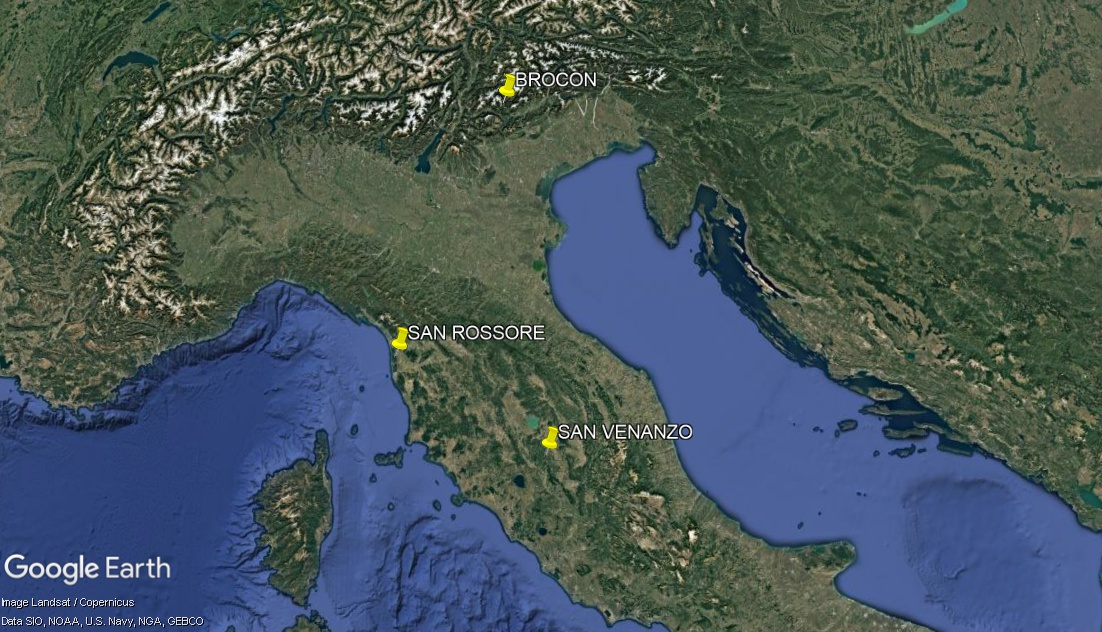 BROCON
SAN ROSSORE
SAN VENANZO
Google Earth
Image Landsat / Copernicus
Data SIO, NOAA, U.S. Navy, NGA, GEBCO